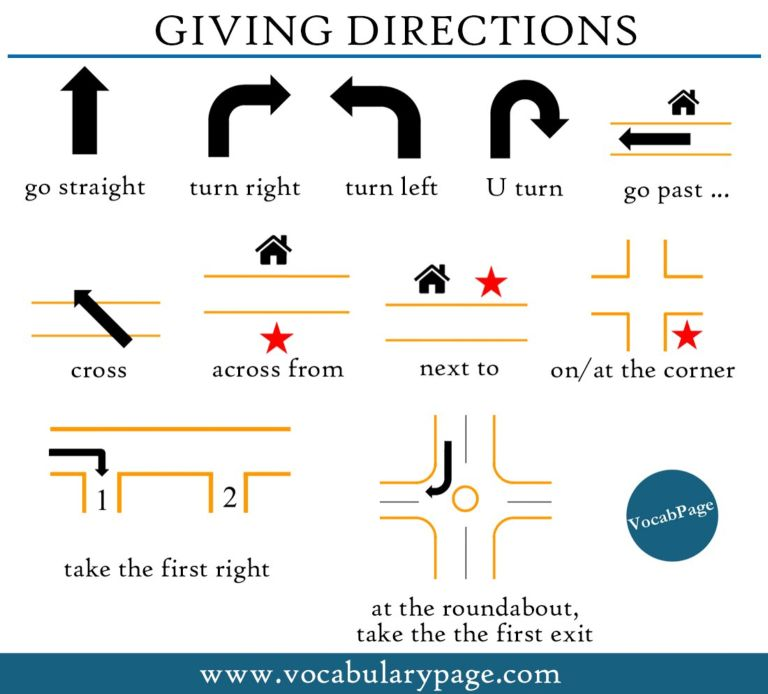 GIVING DIRECTIONS
go straight
turn right
turn left
U turn
go past ...
cross
across from
next to
on/at the corner
1
2
take the first right
at the roundabout,
take the the first exit
VocabPage
www.vocabularypage.com